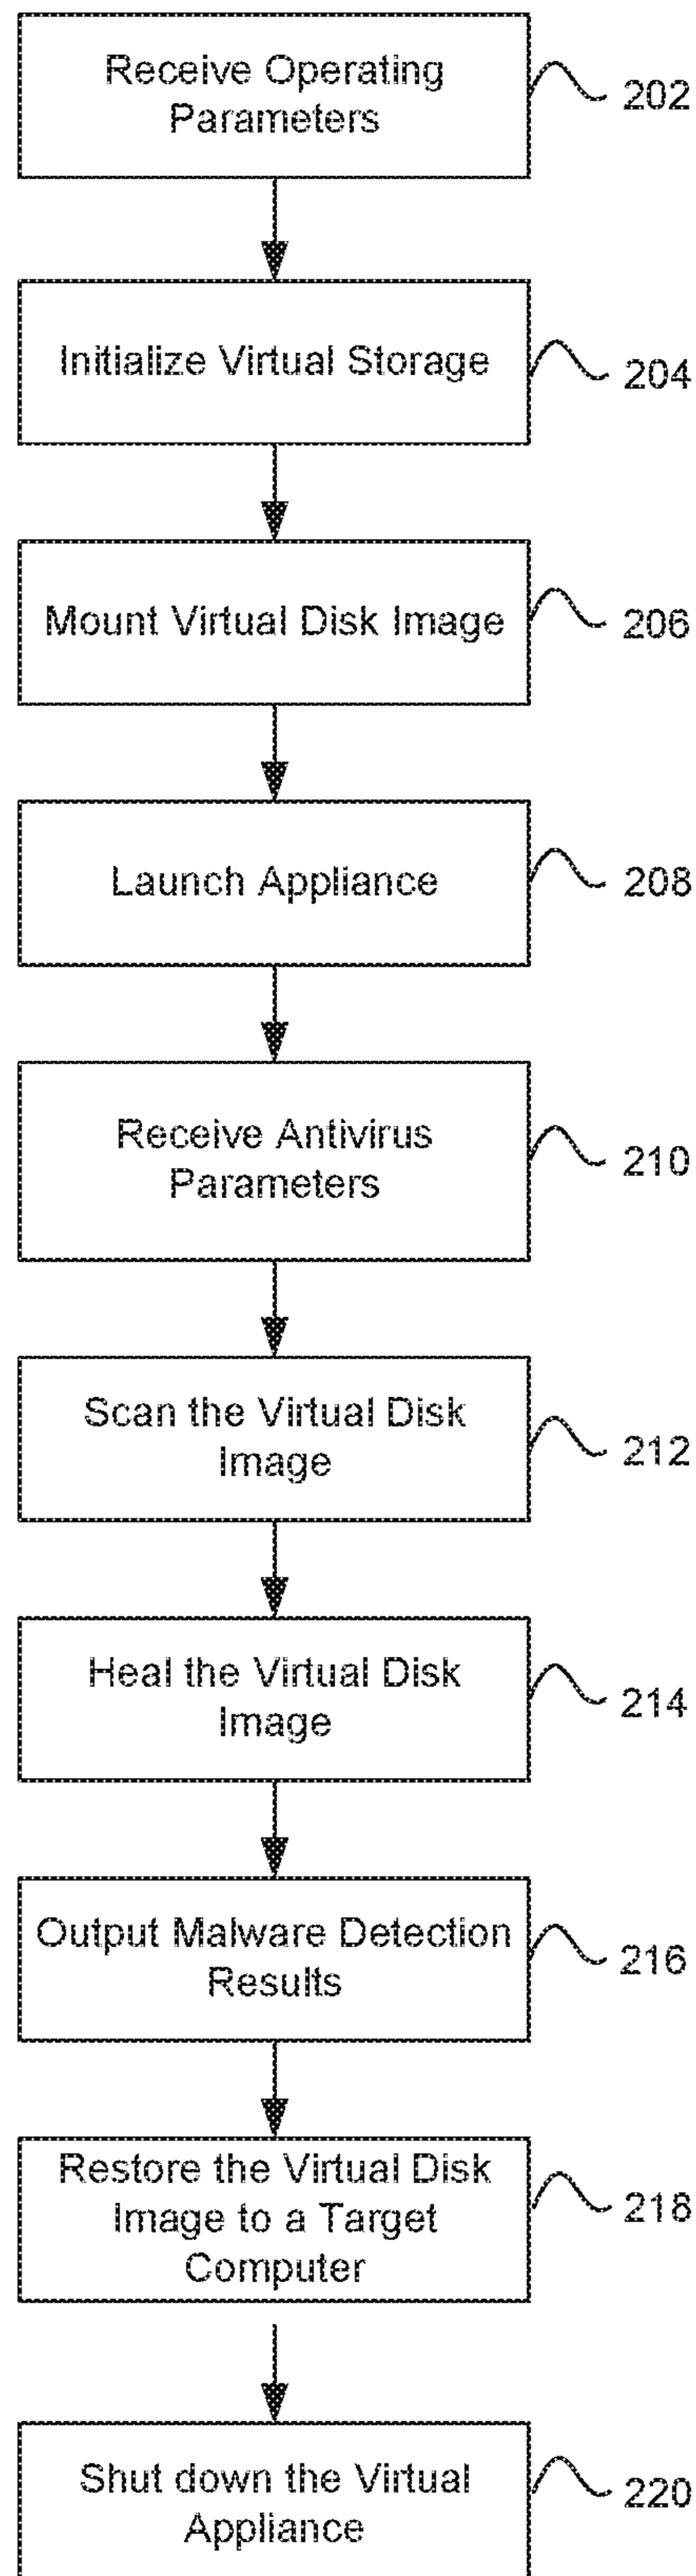 Receive Operating
Parameters
202
Initialize Virtual Storage
204
Mount Virtual Disk Image
206
Launch Appliance
208
Receive Antivirus
Parameters
210
Scan the Virtual Disk
Image
212
Heal the Virtual Disk
Image
214
Output Malware Detection
Results
216
Restore the Virtual Disk
Image to a Target
Computer
218
Shut down the Virtual
Appliance
220